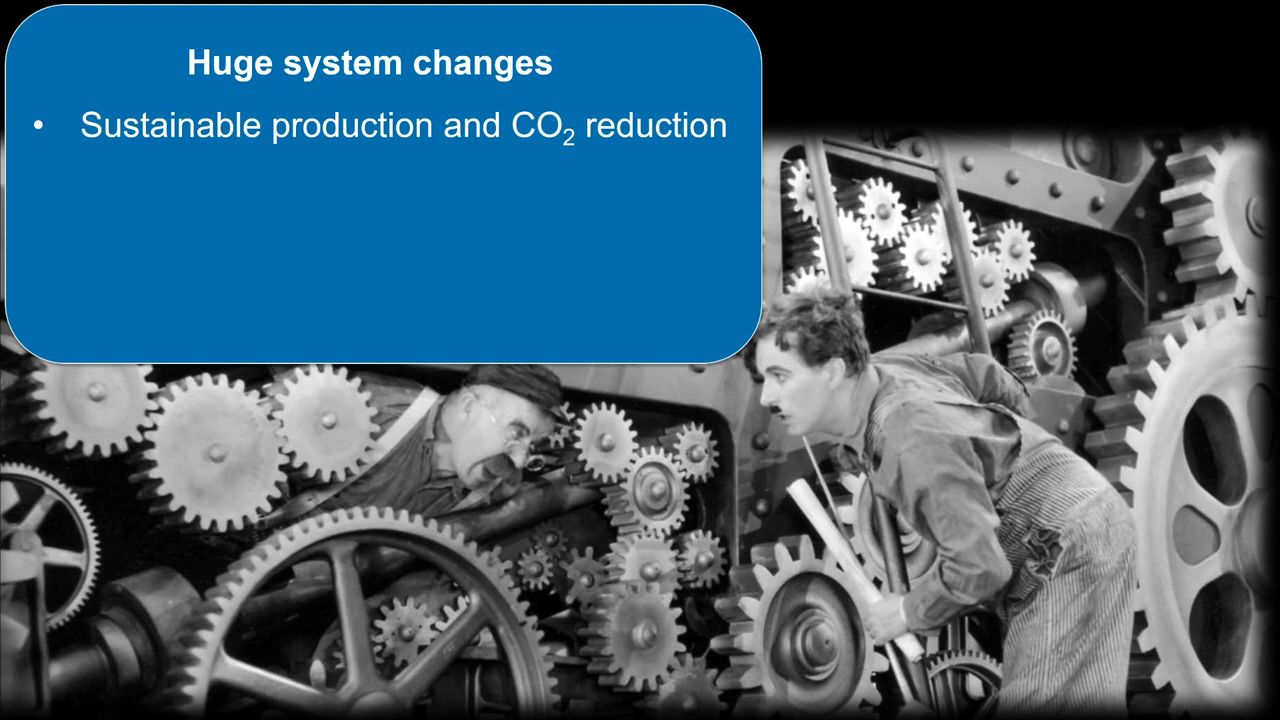 Huge system changes
• Sustainable production and CO₂ reduction